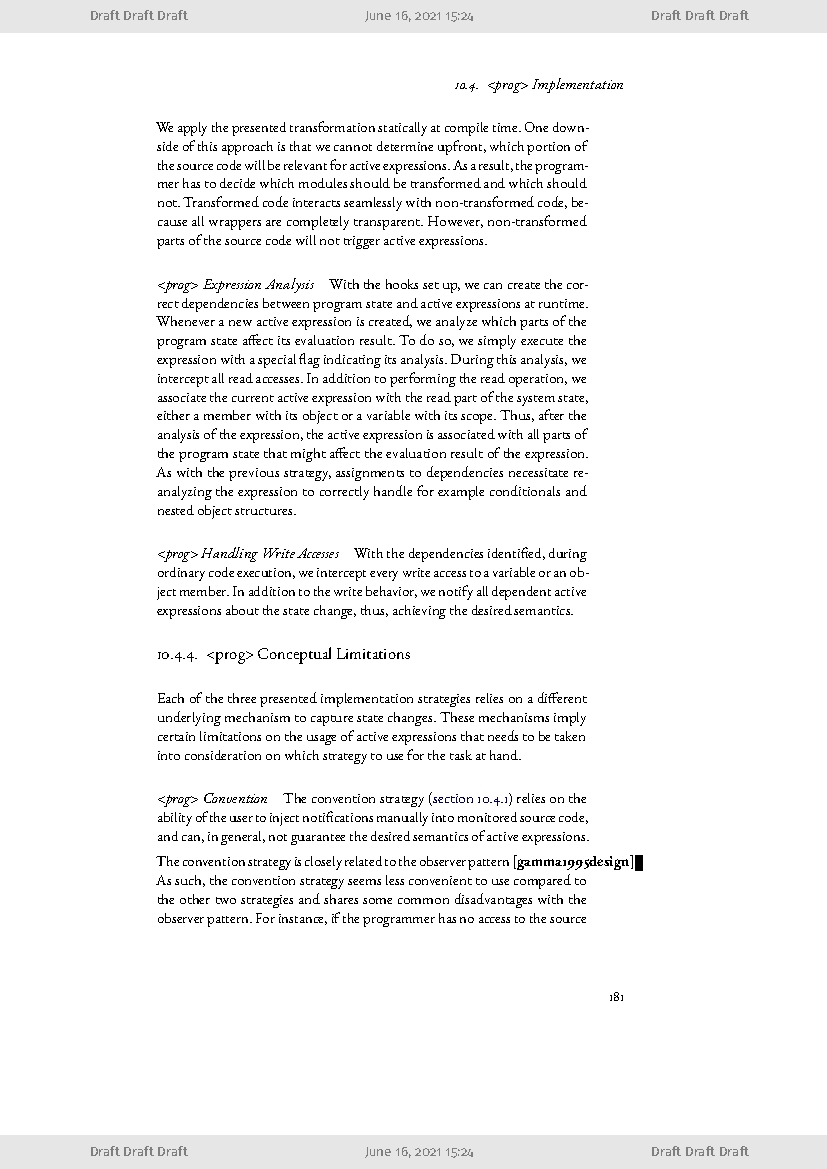 Draft Draft Draft June 16, 2021 15:24 Draft Draft Draft
10.4. <prog> Implementation
We apply the presented transformation statically at compile time. One down-
side of this approach is that we cannot determine upfront, which portion of
the source code will be relevant for active expressions. As a result, the program-
mer has to decide which modules should be transformed and which should
not. Transformed code interacts seamlessly with non-transformed code, be-
cause all wrappers are completely transparent. However, non-transformed
parts of the source code will not trigger active expressions.
<prog> Expression Analysis With the hooks set up, we can create the cor-
rect dependencies between program state and active expressions at runtime.
Whenever a new active expression is created, we analyze which parts of the
program state affect its evaluation result. To do so, we simply execute the
expression with a special flag indicating its analysis. During this analysis, we
intercept all read accesses. In addition to performing the read operation, we
associate the current active expression with the read part of the system state,
either a member with its object or a variable with its scope. Thus, after the
analysis of the expression, the active expression is associated with all parts of
the program state that might affect the evaluation result of the expression.
As with the previous strategy, assignments to dependencies necessitate re-
analyzing the expression to correctly handle for example conditionals and
nested object structures.
<prog> Handling Write Accesses With the dependencies identified, during
ordinary code execution, we intercept every write access to a variable or an ob-
ject member. In addition to the write behavior, we notify all dependent active
expressions about the state change, thus, achieving the desired semantics.
10.4.4. <prog> Conceptual Limitations
Each of the three presented implementation strategies relies on a different
underlying mechanism to capture state changes. These mechanisms imply
certain limitations on the usage of active expressions that needs to be taken
into consideration on which strategy to use for the task at hand.
<prog> Convention The convention strategy (section 10.4.1) relies on the
ability of the user to inject notifications manually into monitored source code,
and can, in general, not guarantee the desired semantics of active expressions.
The convention strategy is closely related to the observer pattern [gamma1995design]
As such, the convention strategy seems less convenient to use compared to
the other two strategies and shares some common disadvantages with the
observer pattern. For instance, if the programmer has no access to the source
181
Draft Draft Draft June 16, 2021 15:24 Draft Draft Draft